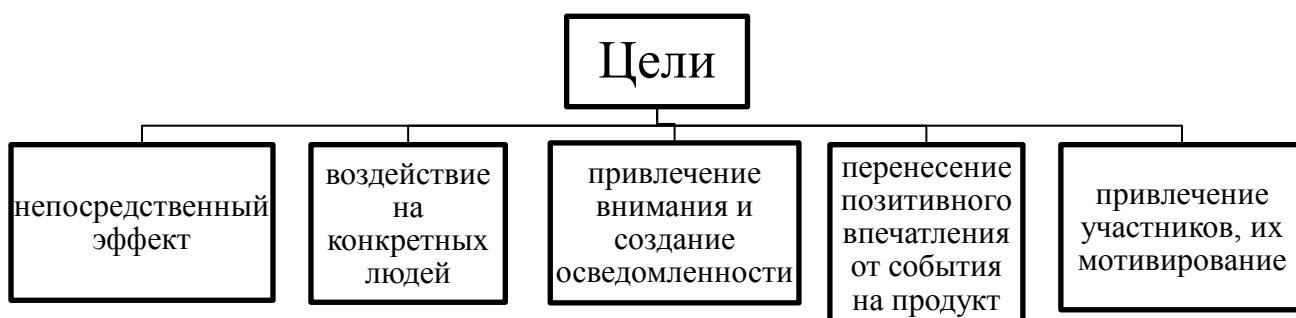 Цели
непосредственный
эффект
воздействие
на
конкретных
людей
привлечение
внимания и
создание
осведомленности
перенесение
позитивного
впечатления
от события
на продукт
привлечение
участников, их
мотивирование